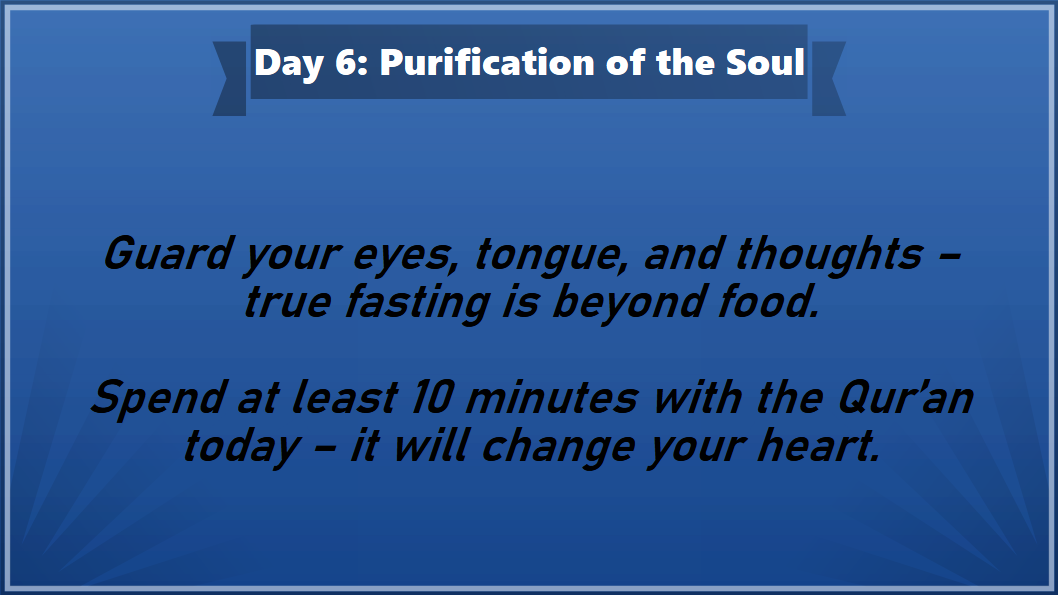 Day 6: Purification of the Soul
Guard your eyes, tongue, and thoughts –
true fasting is beyond food.
Spend at least 10 minutes with the Qur’an
today – it will change your heart.